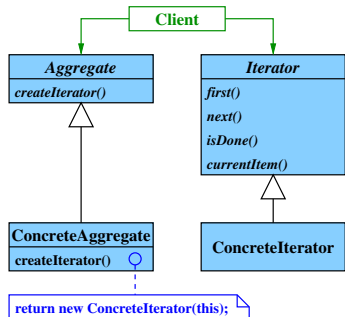 Client
Aggregate
createIterator()
Iterator
first()
next()
isDone()
currentItem()
ConcreteAggregate
createIterator()
ConcreteIterator
return new ConcreteIterator(this);